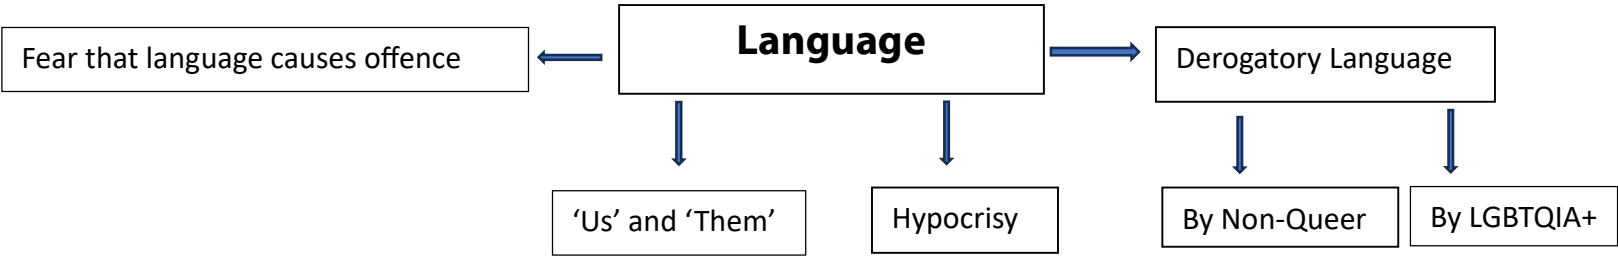 Language
Fear that language causes offence
Derogatory Language
‘Us’ and ‘Them’
Hypocrisy
By Non-Queer
By LGBTQIA+